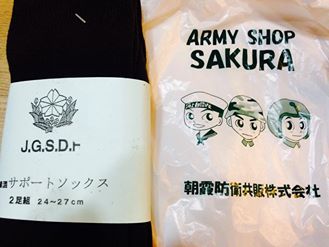 J.G.S.D.F
サポートソックス
2足組 24~27cm
ARMY SHOP
SAKURA
朝霞防衛共販株式会社